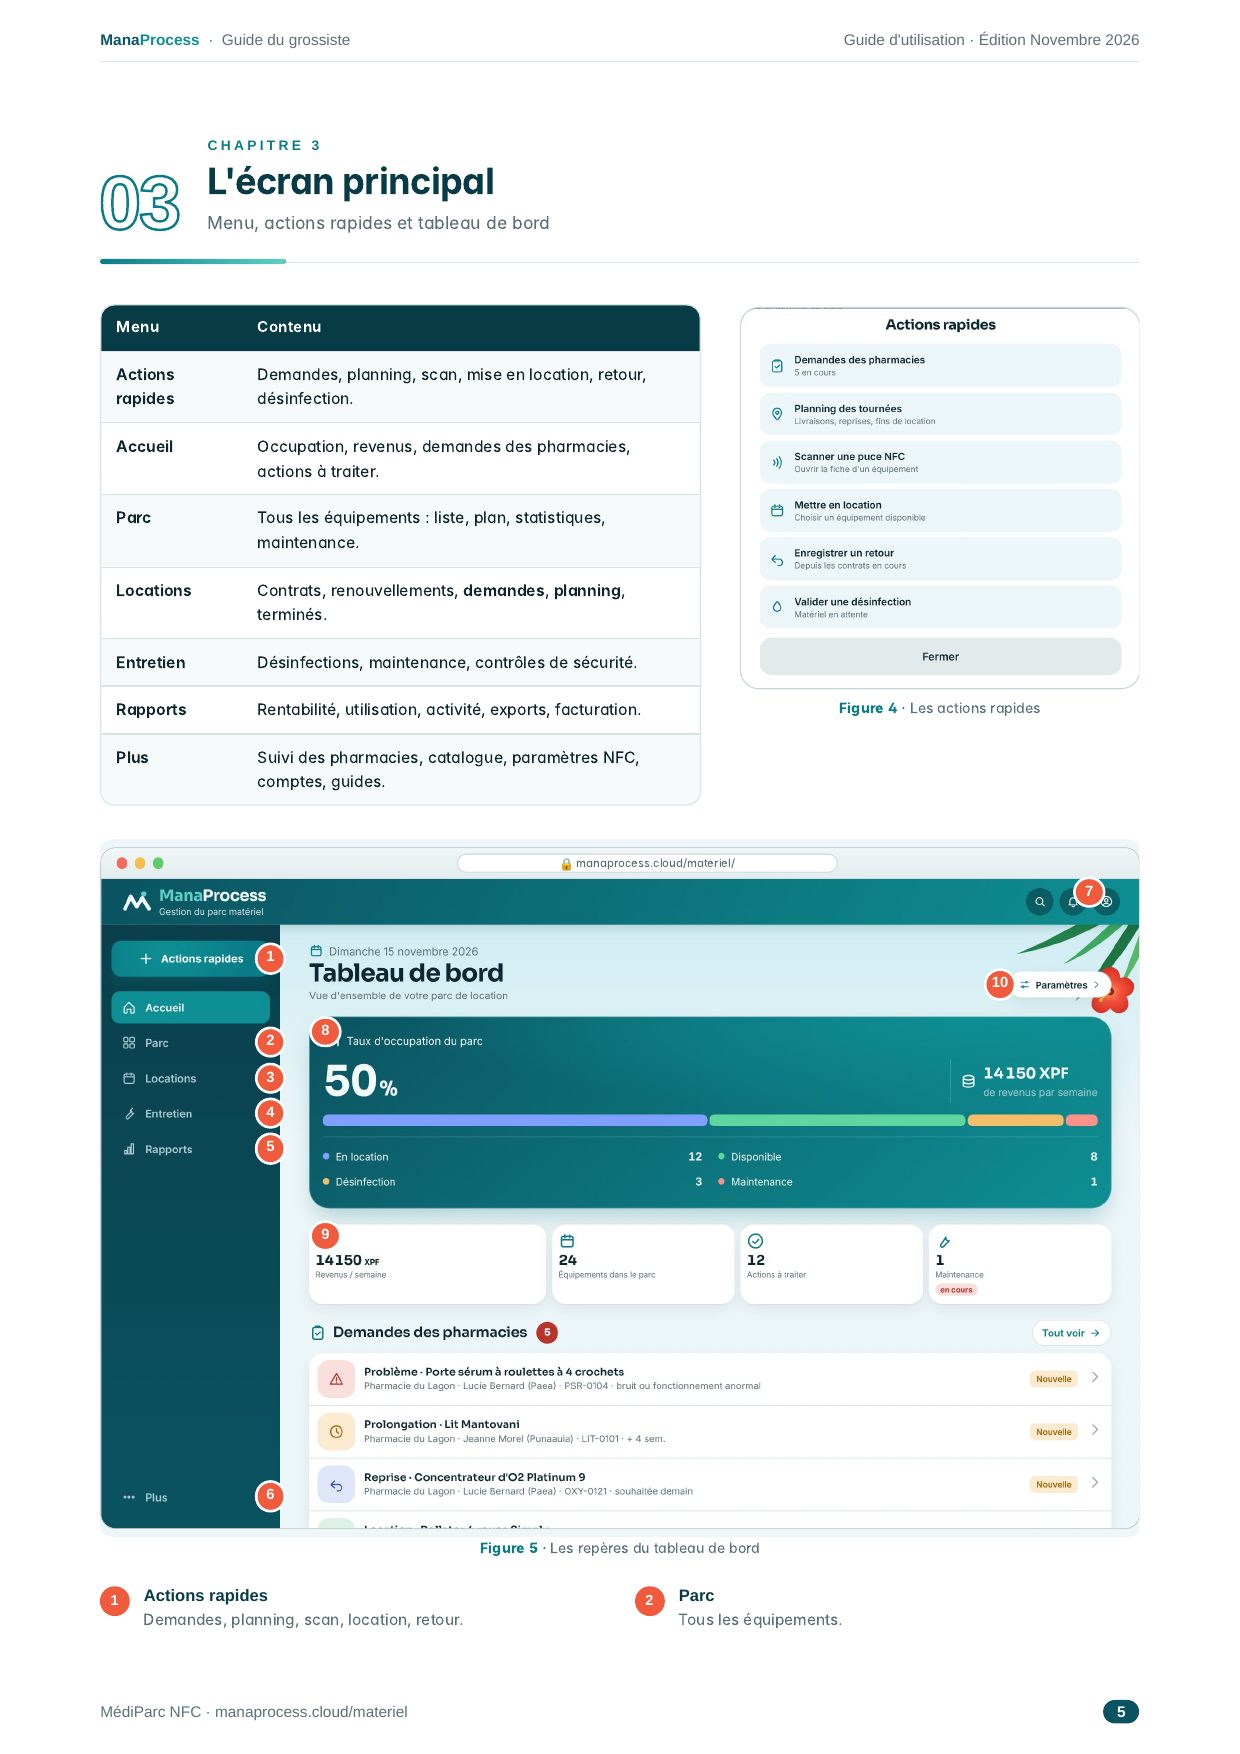 ManaProcess · Guide du grossiste
Guide d'utilisation · Édition Novembre 2026
CHAPITRE 3
03
L'écran principal
Menu, actions rapides et tableau de bord
Menu Contenu
Actions rapides
Demandes, planning, scan, mise en location, retour,
désinfection.
Accueil
Occupation, revenus, demandes des pharmacies,
actions à traiter.
Parc
Tous les équipements : liste, plan, statistiques,
maintenance.
Locations
Contrats, renouvellements, demandes, planning,
terminés.
Entretien
Désinfections, maintenance, contrôles de sécurité.
Rapports
Rentabilité, utilisation, activité, exports, facturation.
Plus
Suivi des pharmacies, catalogue, paramètres NFC,
comptes, guides.
Actions rapides
Demandes des pharmacies
5 en cours
Planning des tournées
Livraisons, reprises, fins de location
Scanner une puce NFC
Ouvrir la fiche d'un équipement
Mettre en location
Choisir un équipement disponible
Enregistrer un retour
Depuis les contrats en cours
Valider une désinfection
Matériel en attente
Fermer
Figure 4 · Les actions rapides
manaprocess.cloud/materiel/
ManaProcess
Gestion du parc matériel
7
Actions rapides
1
Accueil
Parc
2
Locations
3
Entretien
4
Rapports
5
Plus
6
Dimanche 15 novembre 2026
Tableau de bord
Vue d'ensemble de votre parc de location
10
Paramètres
8
Taux d'occupation du parc
50%
14150 XPF
de revenus par semaine
En location 12
Disponible 8
Désinfection 3
Maintenance 1
9
14150 XPF
Revenus / semaine
24
Équipements dans le parc
12
Actions à traiter
1
Maintenance
en cours
Demandes des pharmacies 5
Tout voir
Problème · Porte sérum à roulettes à 4 crochets
Pharmacie du Lagon · Lucie Bernard (Paea) · PSR-0104 · bruit ou fonctionnement anormal
Nouvelle
Prolongation · Lit Mantovani
Pharmacie du Lagon · Jeanne Morel (Punaauia) · LIT-0101 · + 4 sem.
Nouvelle
Reprise · Concentrateur d'O2 Platinum 9
Pharmacie du Lagon · Lucie Bernard (Paea) · OXY-0121 · souhaitée demain
Nouvelle
Figure 5 · Les repères du tableau de bord
1
Actions rapides
Demandes, planning, scan, location, retour.
2
Parc
Tous les équipements.
MédiParc NFC · manaprocess.cloud/materiel
5